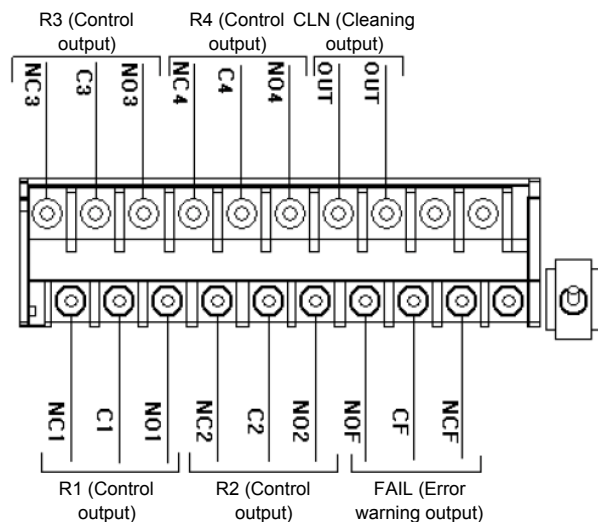 R3 (Control
output)
R4 (Control
output)
CLN (Cleaning
output)
NC3
C3
NO3
NC4
C4
NO4
OUT
OUT
NC1
C1
NO1
NC2
C2
NO2
NOF
CF
NCF
R1 (Control
output)
R2 (Control
output)
FAIL (Error
warning output)